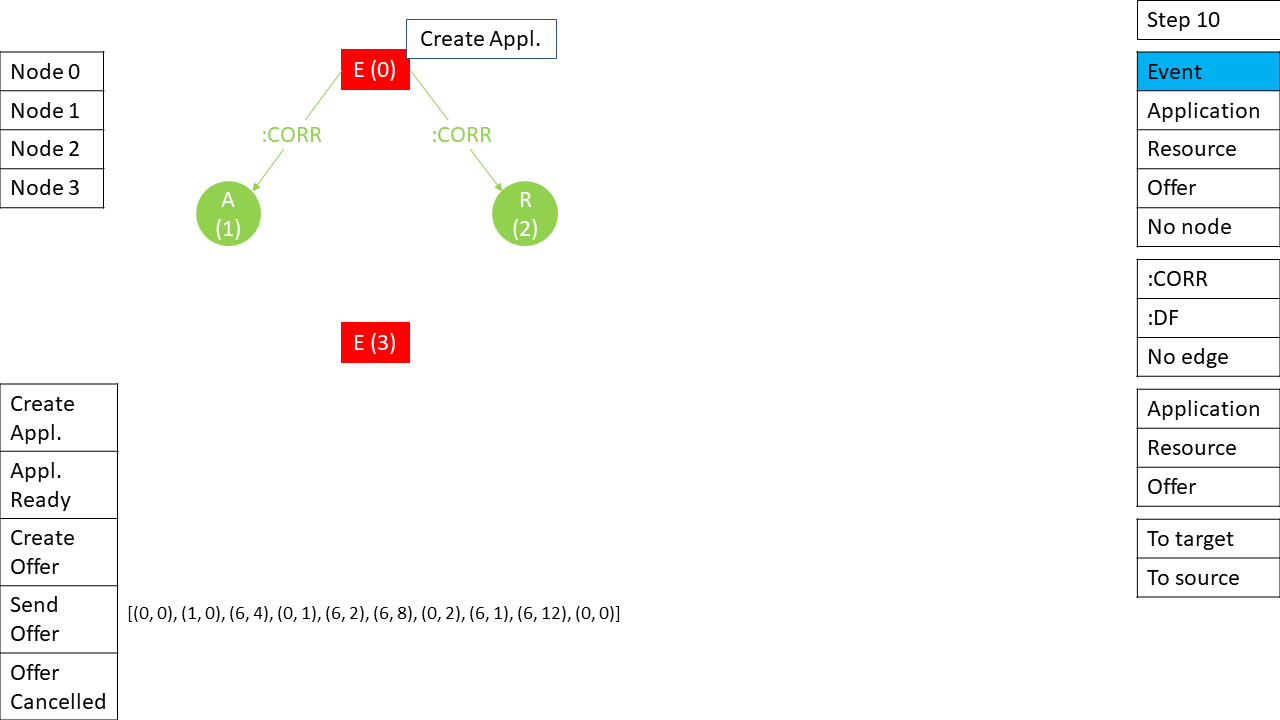 Step 10
Create Appl.
E (0)
Node 0
Node 1
Node 2
Node 3
:CORR
:CORR
A
(1)
R
(2)
E (3)
Event
Application
Resource
Offer
No node
:CORR
:DF
No edge
Application
Resource
Offer
To target
To source
Create
Appl.
Appl.
Ready
Create
Offer
Send
Offer
Offer
Cancelled
[(0, 0), (1, 0), (6, 4), (0, 1), (6, 2), (6, 8), (0, 2), (6, 1), (6, 12), (0, 0)]